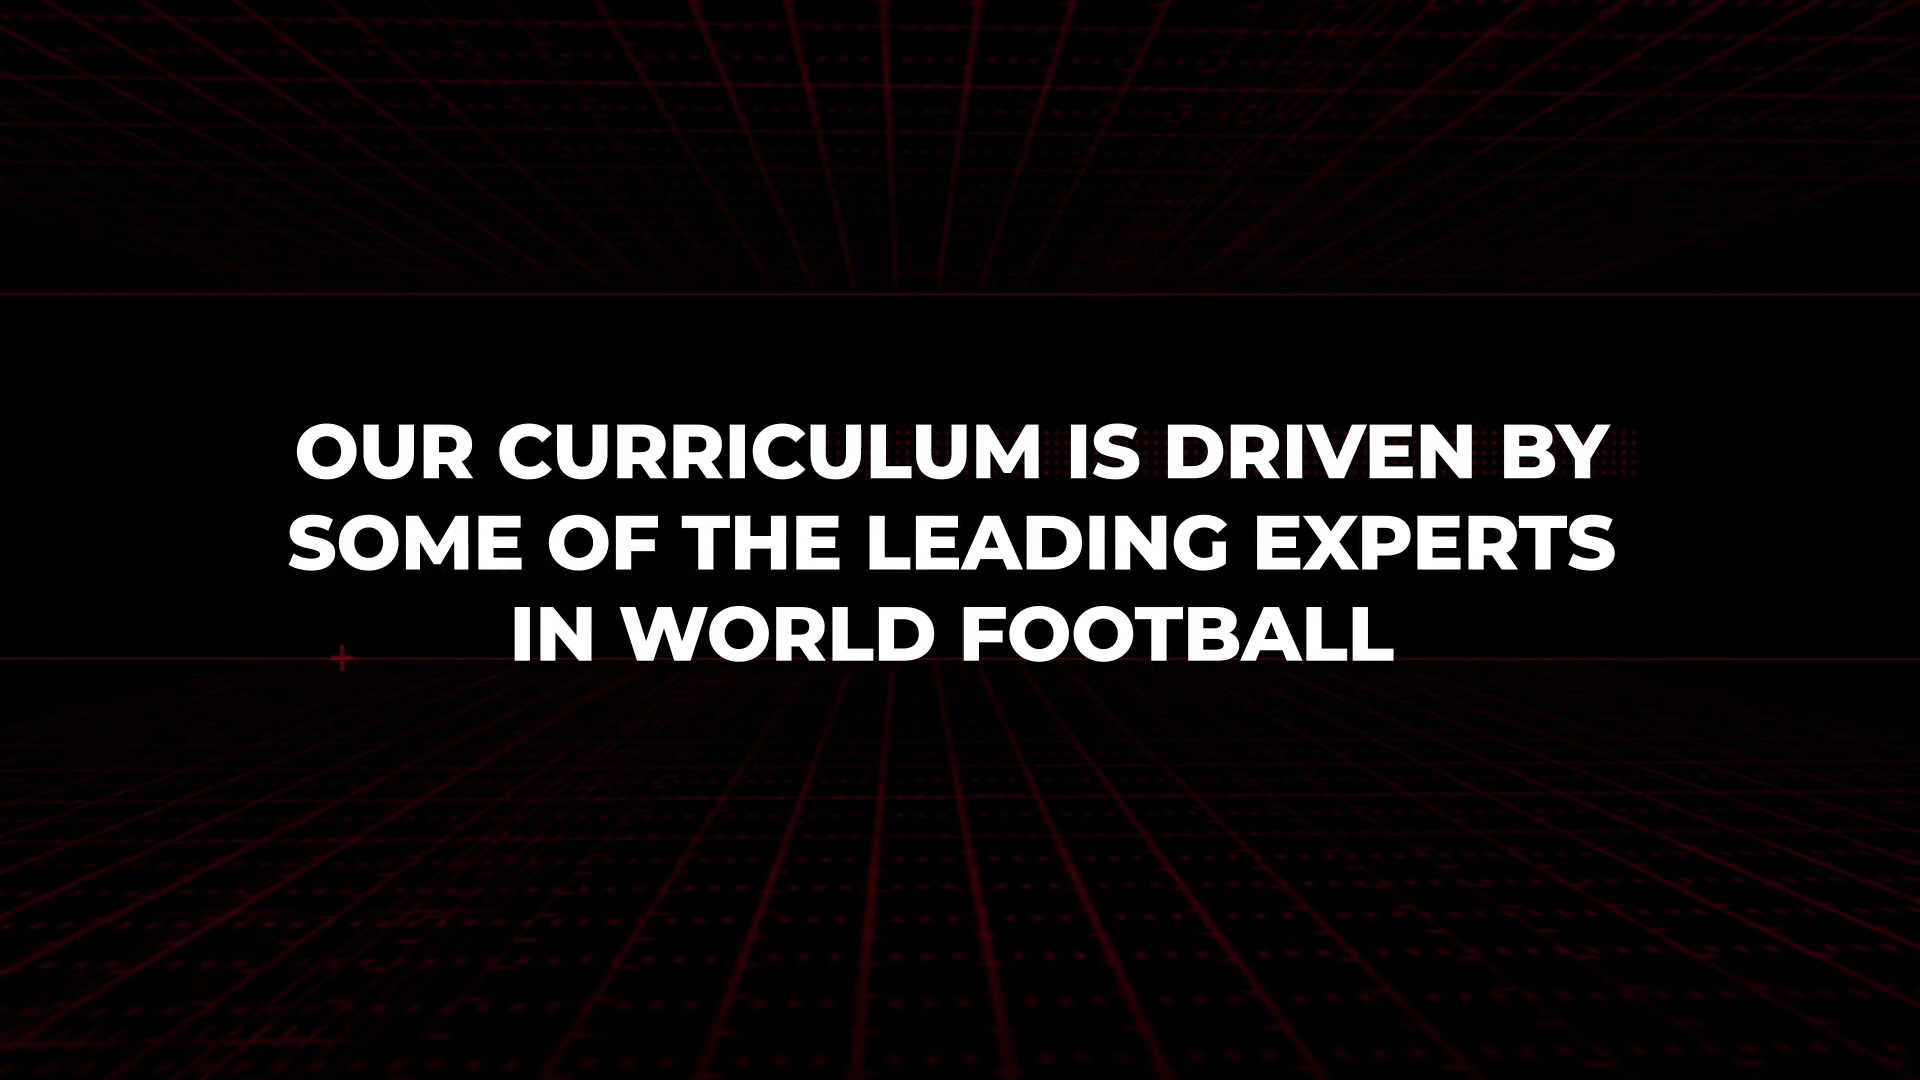 OUR CURRICULUM IS DRIVEN BY
SOME OF THE LEADING EXPERTS
IN WORLD FOOTBALL